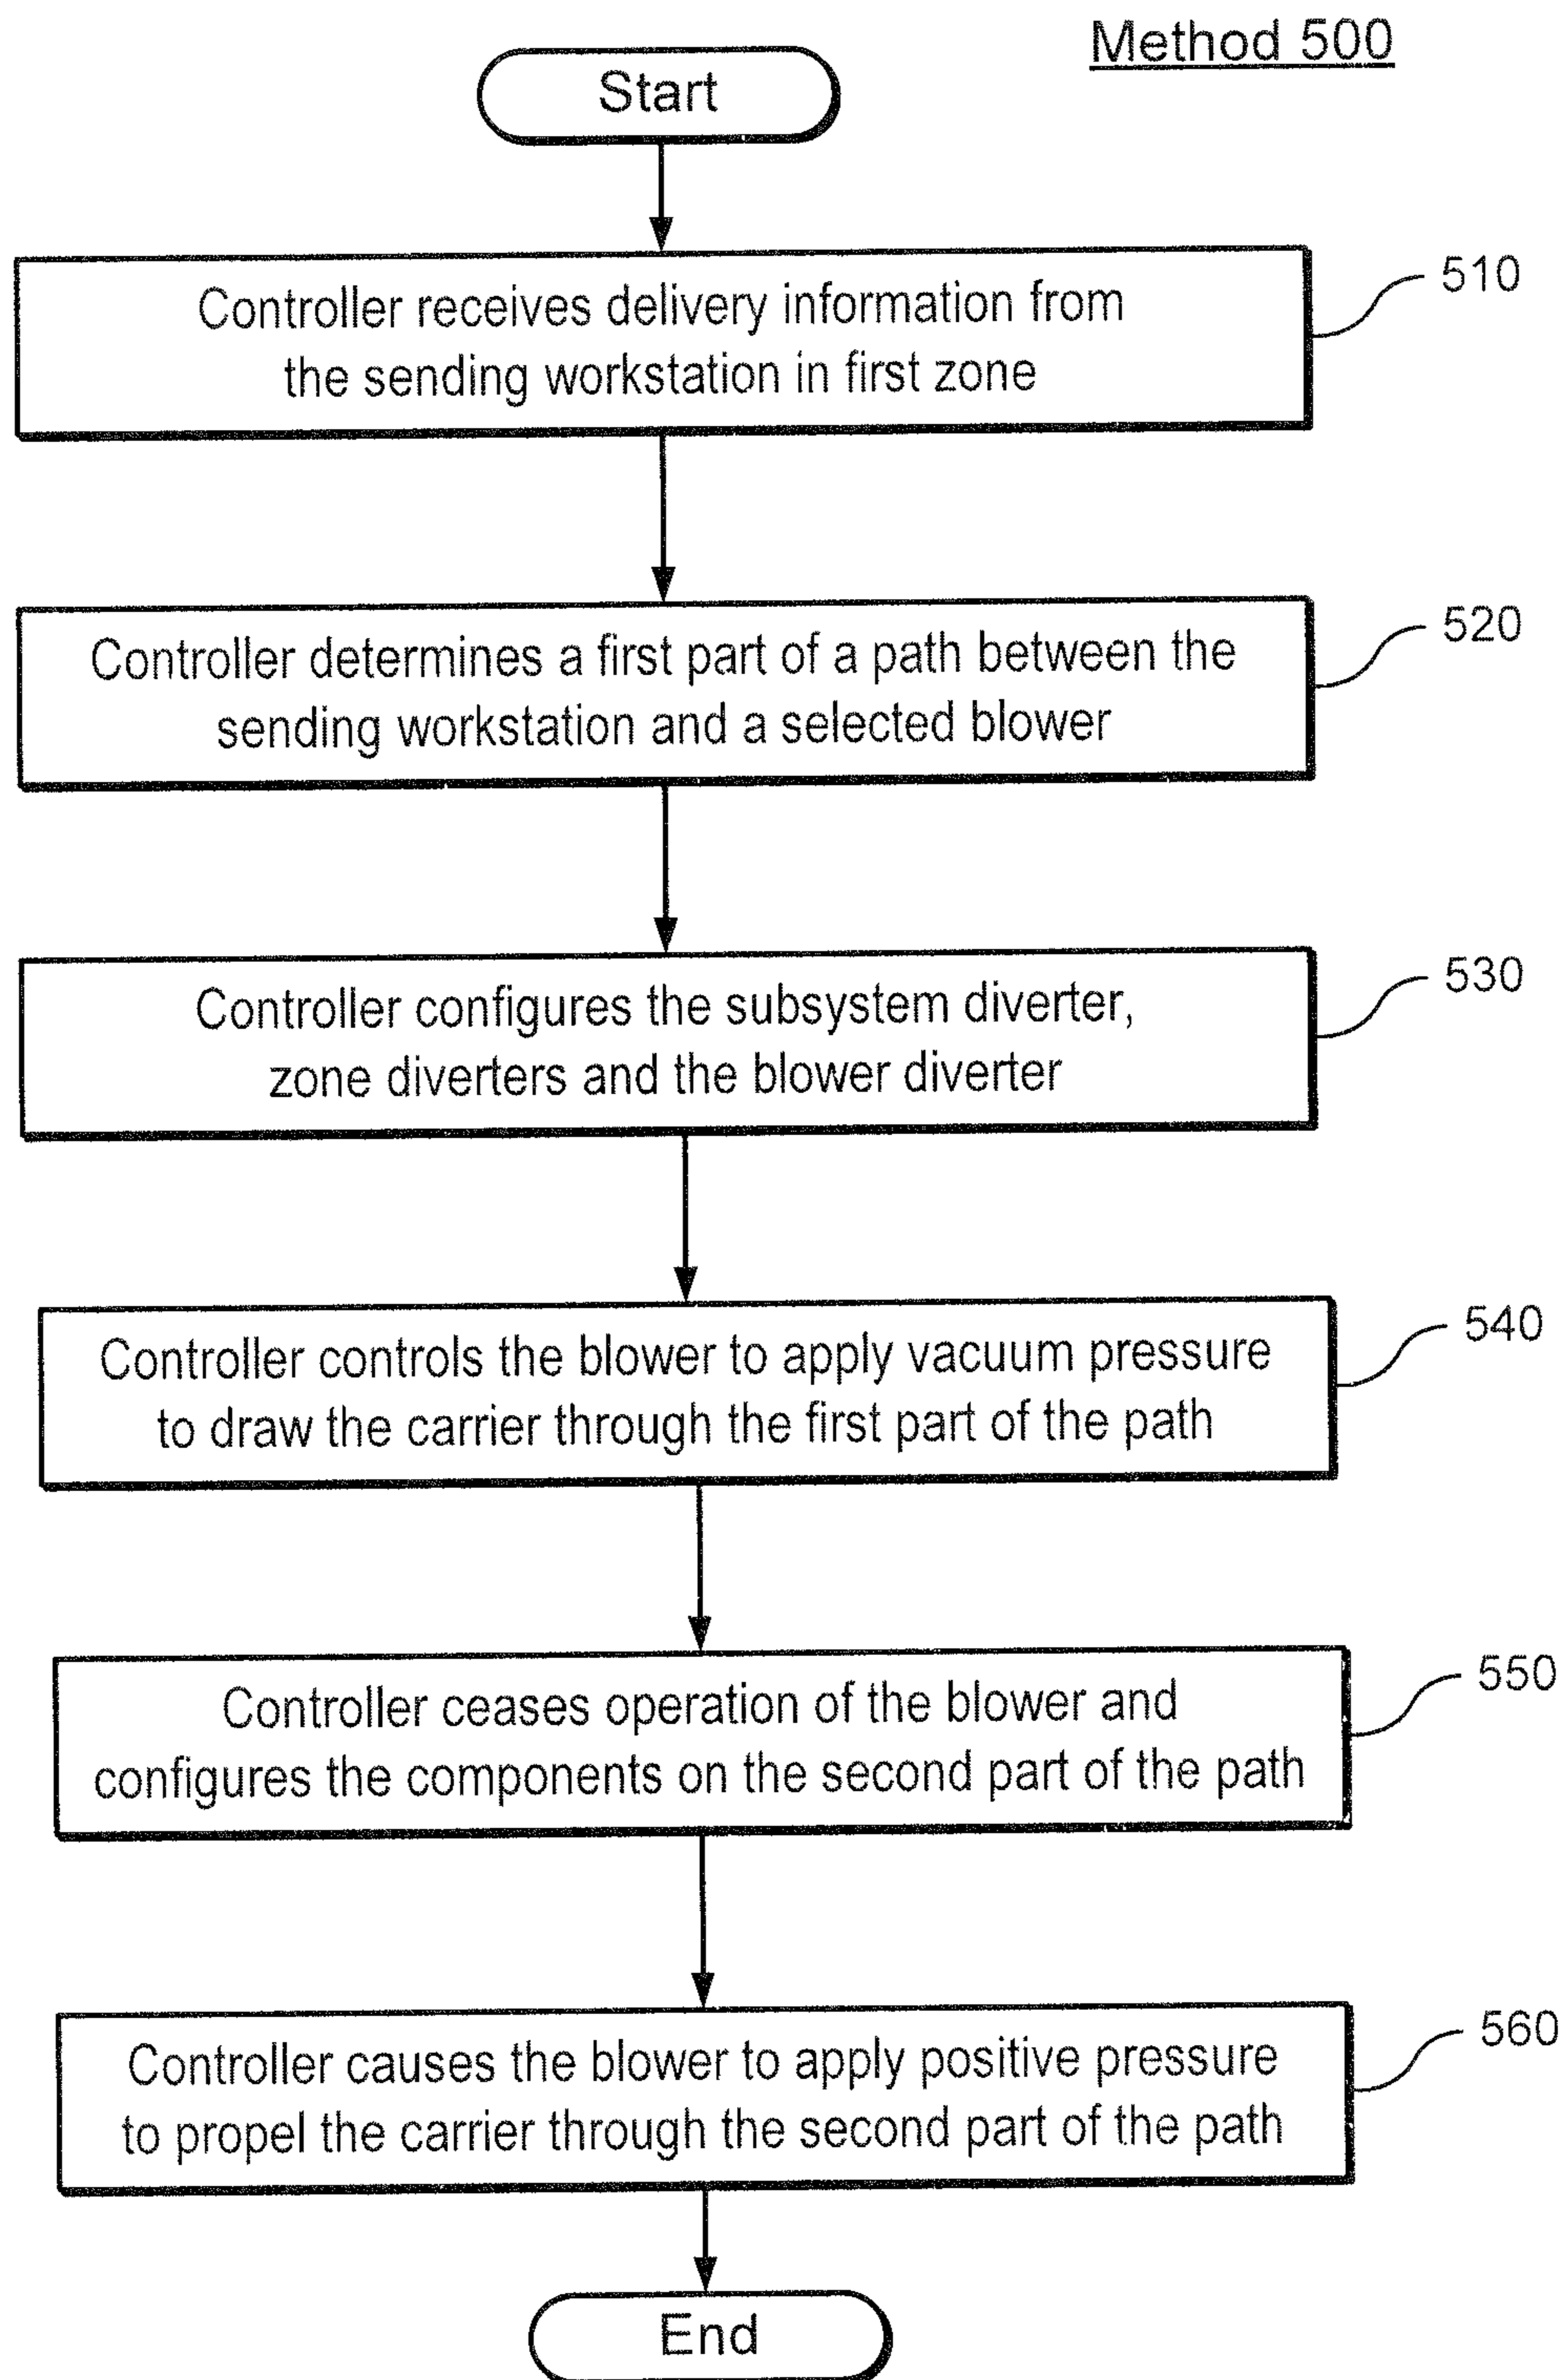 Method 500
Start
Controller receives delivery information from
the sending workstation in first zone
510
Controller determines a first part of a path between the
sending workstation and a selected blower
520
Controller configures the subsystem diverter,
zone diverters and the blower diverter
530
Controller controls the blower to apply vacuum pressure
to draw the carrier through the first part of the path
540
Controller ceases operation of the blower and
configures the components on the second part of the path
550
Controller causes the blower to apply positive pressure
to propel the carrier through the second part of the path
560
End